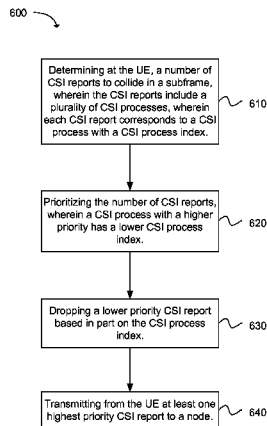 600
Determining at the UE, a number of
CSI reports to collide in a subframe,
wherein the CSI reports include a
plurality of CSI processes, wherein
each CSI report corresponds to a CSI
process with a CSI process index.
610
Prioritizing the number of CSI reports,
wherein a CSI process with a higher
priority has a lower CSI process
index.
620
Dropping a lower priority CSI report
based in part on the CSI process
index.
630
Transmitting from the UE at least one
highest priority CSI report to a node.
640